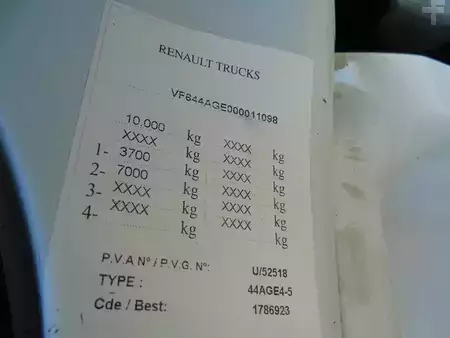 RENAULT TRUCKS
VF644AGE000011098
10,000 kg XXXX kg
XXXX kg XXXX kg
1- 3700 kg XXXX kg
2- 7000 kg XXXX kg
3- XXXX kg XXXX kg
4- XXXX kg XXXX kg
P.V.A Nº / P.V.G. Nº: U/52518
TYPE : 44AGE4-5
Cde / Best: 1786923